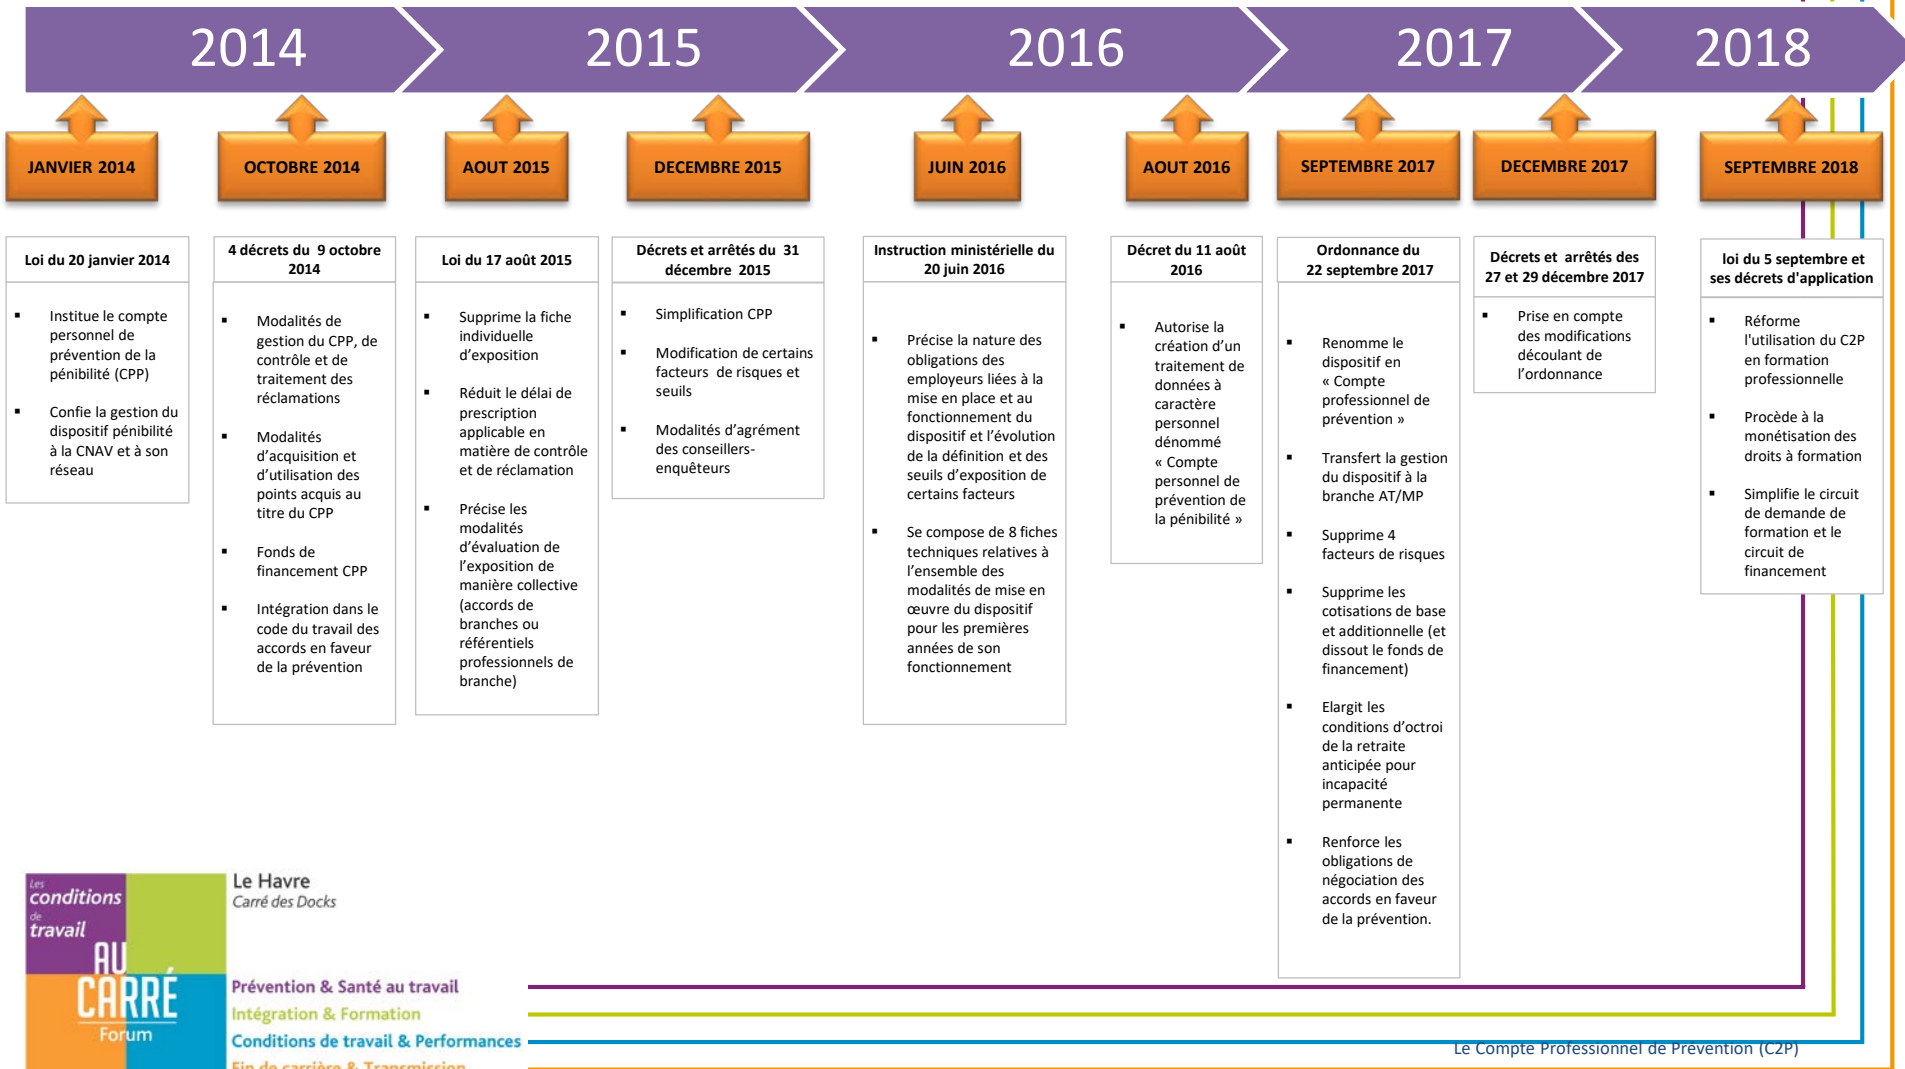 2014
2015
2016
2017
2018
JANVIER 2014
OCTOBRE 2014
AOUT 2015
DECEMBRE 2015
JUIN 2016
AOUT 2016
SEPTEMBRE 2017
DECEMBRE 2017
SEPTEMBRE 2018
Loi du 20 janvier 2014
▪ Institue le compte
personnel de
prévention de la
pénibilité (CPP)
▪ Confie la gestion du
dispositif pénibilité
à la CNAV et à son
réseau
4 décrets du 9 octobre
2014
▪ Modalités de
gestion du CPP, de
contrôle et de
traitement des
réclamations
▪ Modalités
d’acquisition et
d’utilisation des
points acquis au
titre du CPP
▪ Fonds de
financement CPP
▪ Intégration dans le
code du travail des
accords en faveur
de la prévention
Loi du 17 août 2015
▪ Supprime la fiche
individuelle
d’exposition
▪ Réduit le délai de
prescription
applicable en
matière de contrôle
et de réclamation
▪ Précise les
modalités
d’évaluation de
l’exposition de
manière collective
(accords de
branches ou
référentiels
professionnels de
branche)
Décrets et arrêtés du 31
décembre 2015
▪ Simplification CPP
▪ Modification de certains
facteurs de risques et
seuils
▪ Modalités d’agrément
des conseillers-
enquêteurs
Instruction ministérielle du
20 juin 2016
▪ Précise la nature des
obligations des
employeurs liées à la
mise en place et au
fonctionnement du
dispositif et l’évolution
de la définition et des
seuils d’exposition de
certains facteurs
▪ Se compose de 8 fiches
techniques relatives à
l’ensemble des
modalités de mise en
œuvre du dispositif
pour les premières
années de son
fonctionnement
Décret du 11 août
2016
▪ Autorise la
création d’un
traitement de
données à
caractère
personnel
dénommé
« Compte
personnel de
prévention de
la pénibilité »
Ordonnance du
22 septembre 2017
▪ Renomme le
dispositif en
« Compte
professionnel de
prévention »
▪ Transfert la gestion
du dispositif à la
branche AT/MP
▪ Supprime 4
facteurs de risques
▪ Supprime les
cotisations de base
et additionnelle (et
dissout le fonds de
financement)
▪ Elargit les
conditions d’octroi
de la retraite
anticipée pour
incapacité
permanente
▪ Renforce les
obligations de
négociation des
accords en faveur
de la prévention.
Décrets et arrêtés des
27 et 29 décembre 2017
▪ Prise en compte
des modifications
découlant de
l’ordonnance
loi du 5 septembre et
ses décrets d'application
▪ Réforme
l'utilisation du C2P
en formation
professionnelle
▪ Procède à la
monétisation des
droits à formation
▪ Simplifie le circuit
de demande de
formation et le
circuit de
financement
Les
conditions
de
travail
AU
CARRÉ
Forum
Le Havre
Carré des Docks
Prévention & Santé au travail
Intégration & Formation
Conditions de travail & Performances
Fin de carrière & Transmission
Le Compte Professionnel de Prévention (C2P)